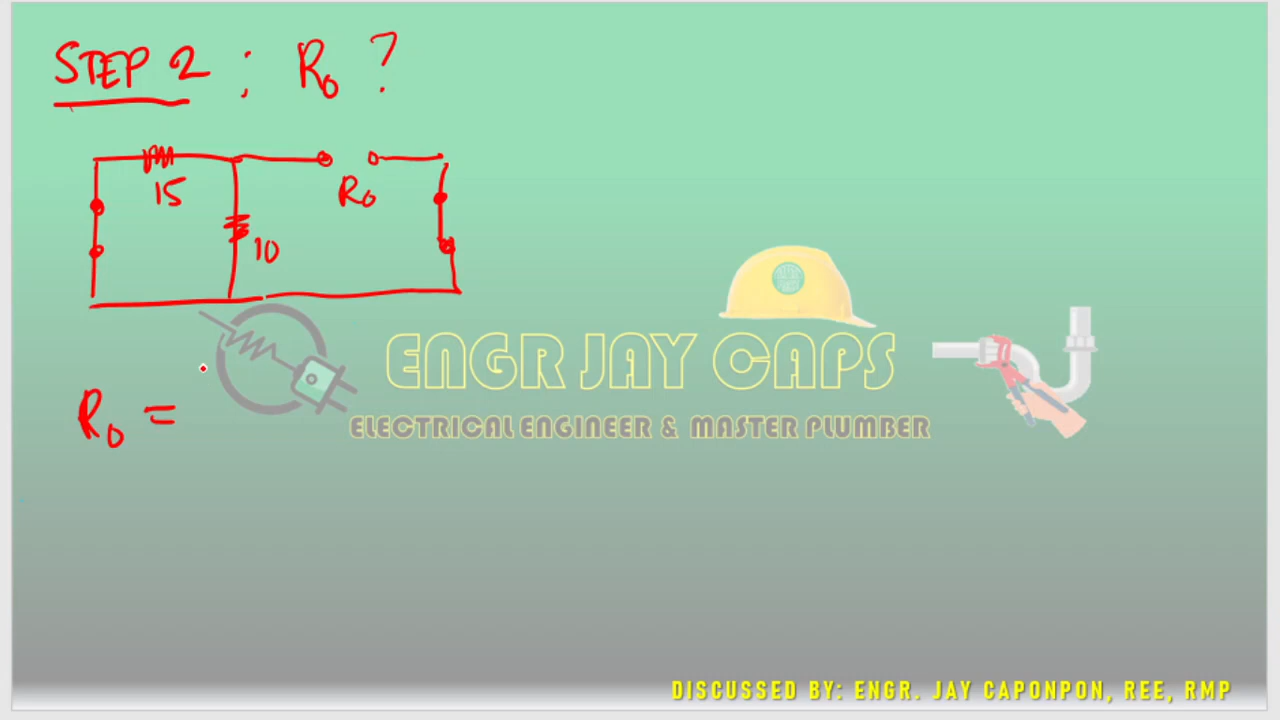 STEP 2 ; R₀ ?
15
R₀
10
ENGR JAY CAPS
ELECTRICAL ENGINEER & MASTER PLUMBER
R₀ =
DISCUSSED BY: ENGR. JAY CAPONPON, REE, RMP